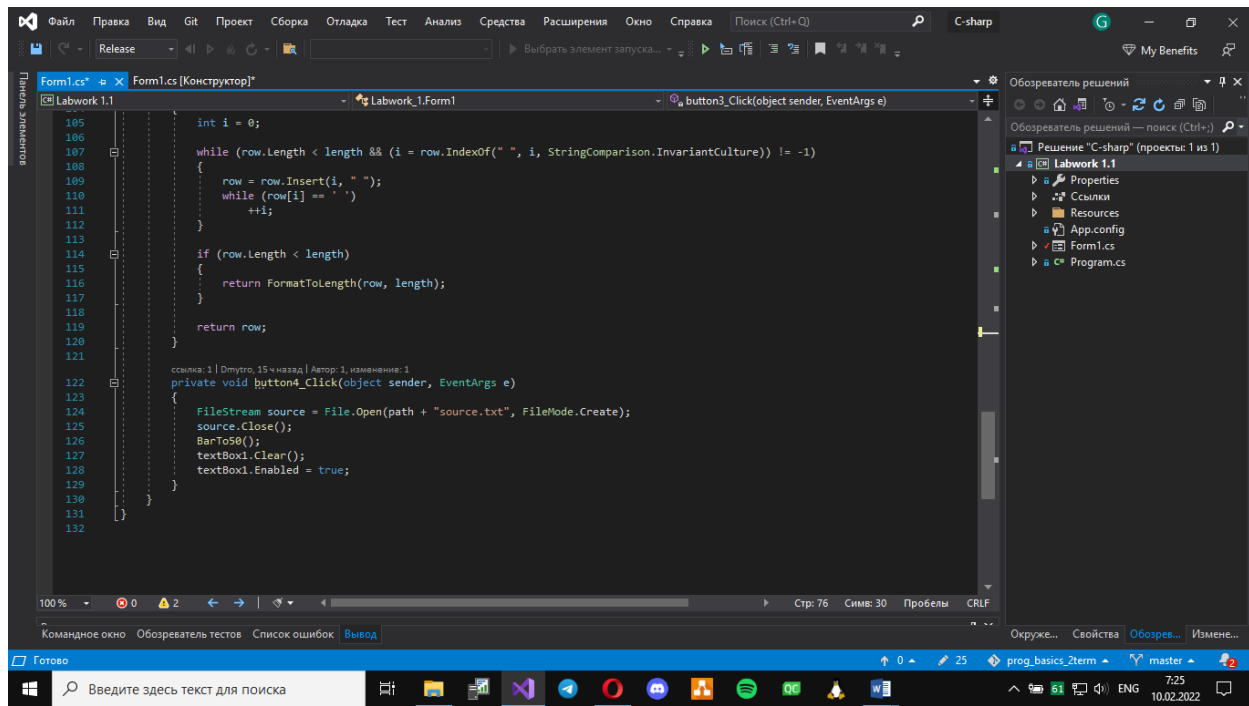 Файл Правка Вид Git Проект Сборка Отладка Тест Анализ Средства Расширения Окно Справка Поиск (Ctrl+Q) C-sharp G
Release Выбрать элемент запуска... My Benefits
Панель элементов
Form1.cs* Form1.cs [Конструктор]*
C# Labwork 1.1 Labwork_1.Form1 button3_Click(object sender, EventArgs e)
105 int i = 0;
106
107 while (row.Length < length && (i = row.IndexOf(" ", i, StringComparison.InvariantCulture)) != -1)
108 {
109 row = row.Insert(i, " ");
110 while (row[i] == ' ')
111 ++i;
112 }
113
114 if (row.Length < length)
115 {
116 return FormatToLength(row, length);
117 }
118
119 return row;
120 }
121
ссылка: 1 | Dmytro, 15 ч назад | Автор: 1, изменение: 1
122 private void button4_Click(object sender, EventArgs e)
123 {
124 FileStream source = File.Open(path + "source.txt", FileMode.Create);
125 source.Close();
126 BarTo50();
127 textBox1.Clear();
128 textBox1.Enabled = true;
129 }
130 }
131 }
132
100 % 0 2 Стр: 76 Симв: 30 Пробелы CRLF
Командное окно Обозреватель тестов Список ошибок Вывод
Обозреватель решений
Обозреватель решений — поиск (Ctrl+;)
Решение "C-sharp" (проекты: 1 из 1)
C# Labwork 1.1
Properties
Ссылки
Resources
App.config
Form1.cs
C# Program.cs
Окруже... Свойства Обозрев... Измене...
Готово 0 25 prog_basics_2term master 2
Введите здесь текст для поиска QC W 61 ENG 7:25
10.02.2022